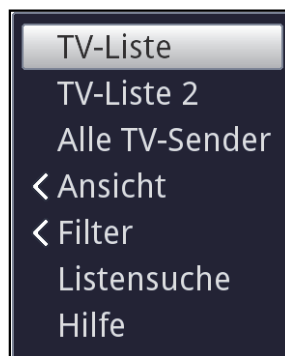 TV-Liste
TV-Liste 2
Alle TV-Sender
< Ansicht
< Filter
Listensuche
Hilfe